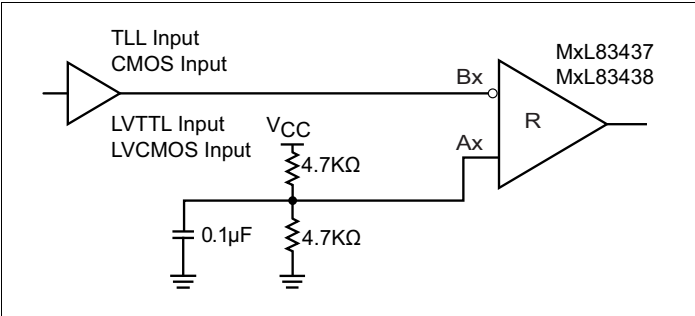 TLL Input
CMOS Input
MxL83437
MxL83438
Bx
R
LVTTL Input
LVCMOS Input
VCC
Ax
4.7KΩ
0.1µF
4.7KΩ